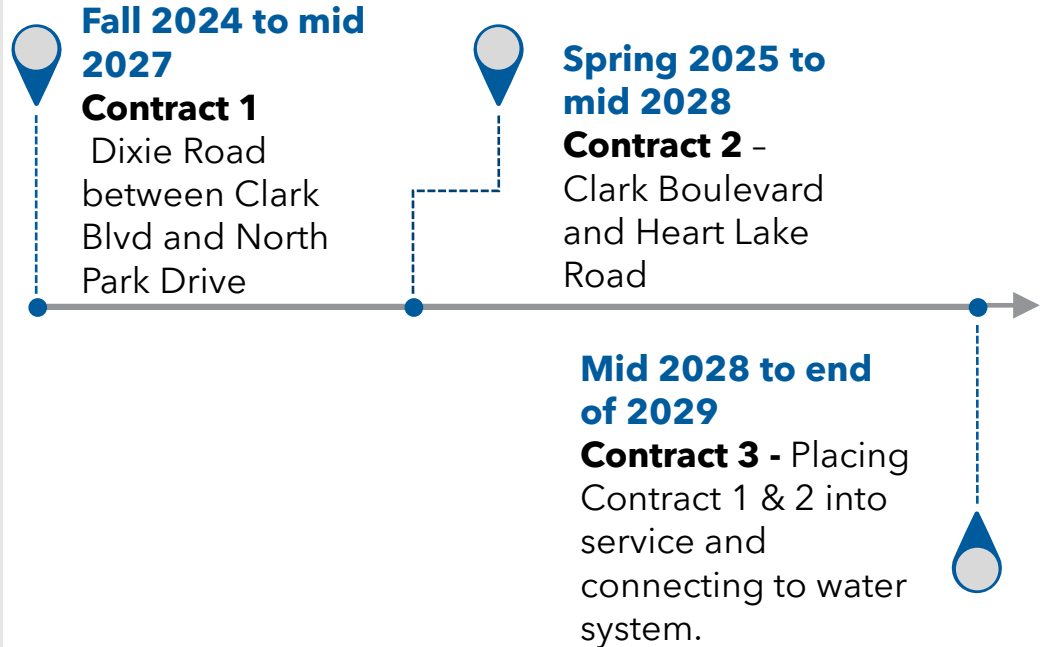 Fall 2024 to mid
2027
Contract 1
Dixie Road
between Clark
Blvd and North
Park Drive
Spring 2025 to
mid 2028
Contract 2 –
Clark Boulevard
and Heart Lake
Road
Mid 2028 to end
of 2029
Contract 3 - Placing
Contract 1 & 2 into
service and
connecting to water
system.